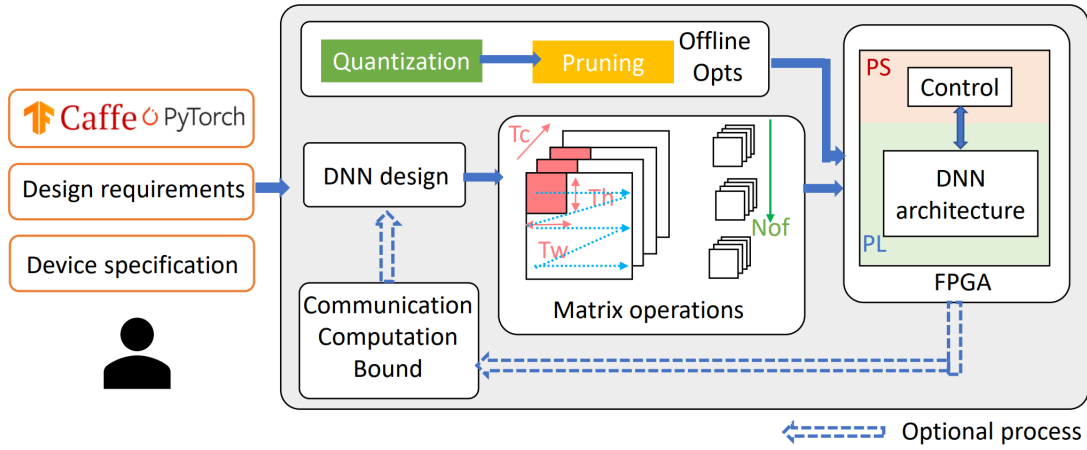 Caffe PyTorch
Design requirements
Device specification
Quantization
Pruning
Offline
Opts
DNN design
Communication
Computation
Bound
Tc
Th
Tw
Nof
Matrix operations
PS
Control
DNN
architecture
PL
FPGA
Optional process